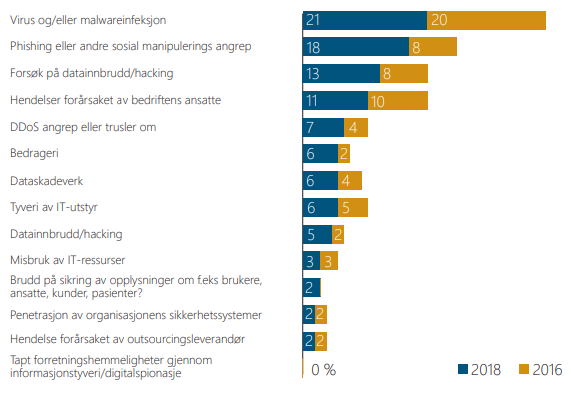 Virus og/eller malwareinfeksjon 21 20
Phishing eller andre sosial manipulerings angrep 18 8
Forsøk på datainnbrudd/hacking 13 8
Hendelser forårsaket av bedriftens ansatte 11 10
DDoS angrep eller trusler om 7 4
Bedrageri 6 2
Dataskadeverk 6 4
Tyveri av IT-utstyr 6 5
Datainnbrudd/hacking 5 2
Misbruk av IT-ressurser 3 3
Brudd på sikring av opplysninger om f.eks brukere,
ansatte, kunder, pasienter? 2
Penetrasjon av organisasjonens sikkerhetssystemer 2 2
Hendelse forårsaket av outsourcingsleverandør 2 2
Tapt forretningshemmeligheter gjennom
informasjonstyveri/digitalspionasje 0 %
2018 2016